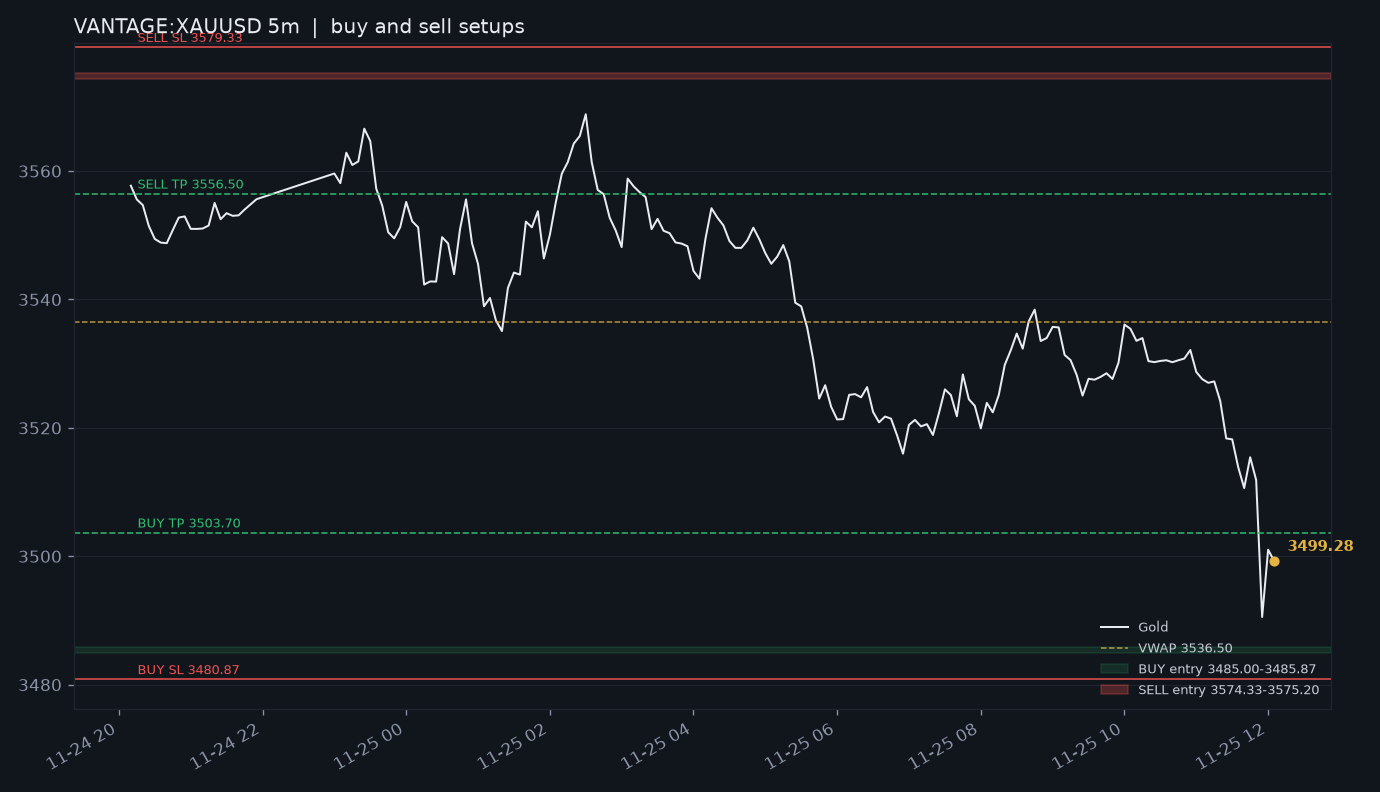 VANTAGE:XAUUSD 5m | buy and sell setups
SELL SL 3579.33
3560
SELL TP 3556.50
3540
3520
BUY TP 3503.70
3500
3499.28
Gold
VWAP 3536.50
BUY entry 3485.00-3485.87
SELL entry 3574.33-3575.20
BUY SL 3480.87
3480
11-24 20
11-24 22
11-25 00
11-25 02
11-25 04
11-25 06
11-25 08
11-25 10
11-25 12